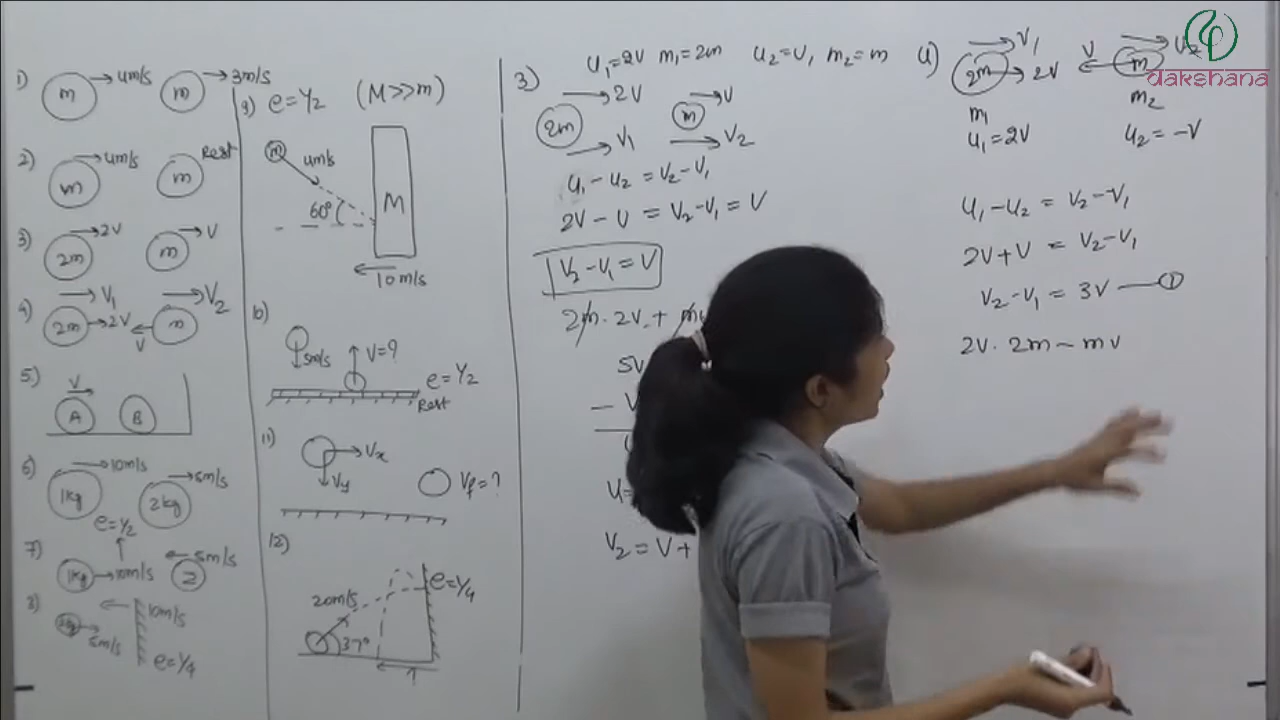 1) m 4m/s m 3m/s
2) m 4m/s m Rest
3) 2m 2V m V
4) V₁ V₂
2m 2V m V
5) V
A B
6) 10m/s 5m/s
1kg 2kg
e=1/2
7) 1kg 10m/s 2 5m/s
8) 10m/s
5m/s
e=1/4
9) e=1/2 (M>>m)
m 4m/s
60° M
10m/s
10) 5m/s V=? e=1/2
Rest
11) Vx
Vy Vf=?
12)
20m/s e=1/4
37°
3) u₁=2V m₁=2m u₂=V, m₂=m
2m 2V m V
V₁ V₂
u₁-u₂ = V₂-V₁
2V-V = V₂-V₁ = V
V₂-V₁=V
2m.2V + m
5V
- V
V₂ = V+
4) V₁ V₂
2m 2V V m
m₁ m₂
u₁=2V u₂=-V
u₁-u₂ = V₂-V₁
2V+V = V₂-V₁
V₂-V₁ = 3V — ①
2V. 2m - mV
dakshana